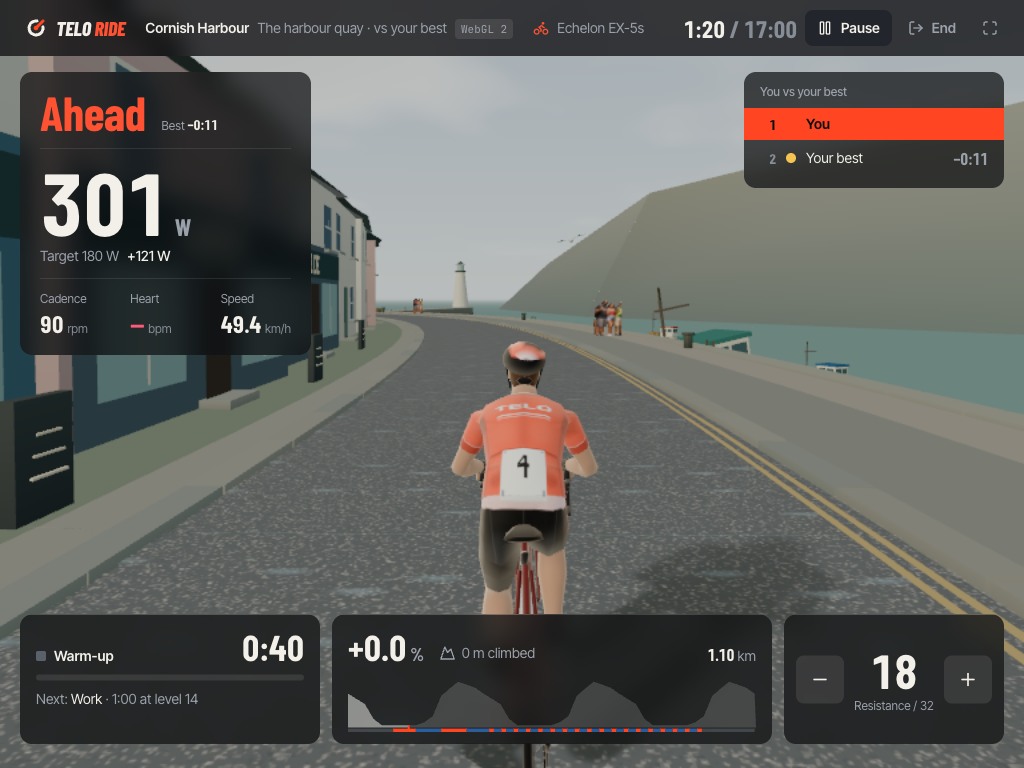 TELO RIDE
Cornish Harbour The harbour quay · vs your best WebGL 2 Echelon EX-5s 1:20 / 17:00 Pause End
Ahead Best −0:11
301 W
Target 180 W +121 W
Cadence Heart Speed
90 rpm – bpm 49.4 km/h
You vs your best
1 You
2 Your best −0:11
TELO
4
Warm-up 0:40
Next: Work · 1:00 at level 14
+0.0 % 0 m climbed 1.10 km
− 18 +
Resistance / 32